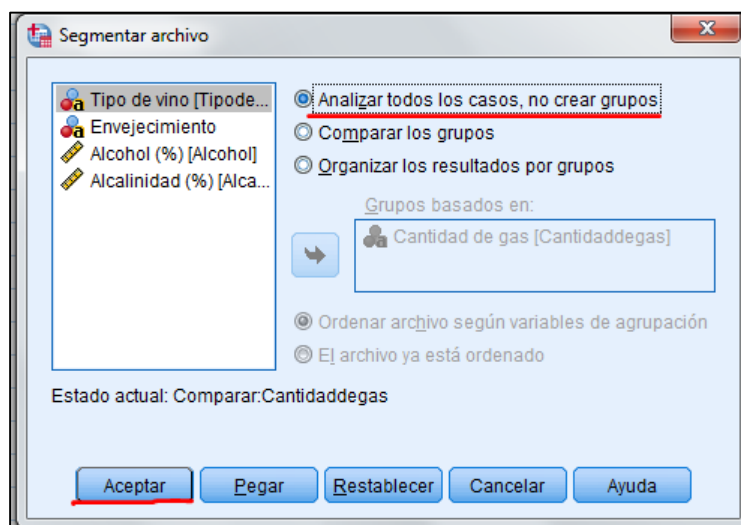 Segmentar archivo
Tipo de vino [Tipode...
Envejecimiento
Alcohol (%) [Alcohol]
Alcalinidad (%) [Alca...
Analizar todos los casos, no crear grupos
Comparar los grupos
Organizar los resultados por grupos
Grupos basados en:
Cantidad de gas [Cantidaddegas]
Ordenar archivo según variables de agrupación
El archivo ya está ordenado
Estado actual: Comparar:Cantidaddegas
Aceptar Pegar Restablecer Cancelar Ayuda